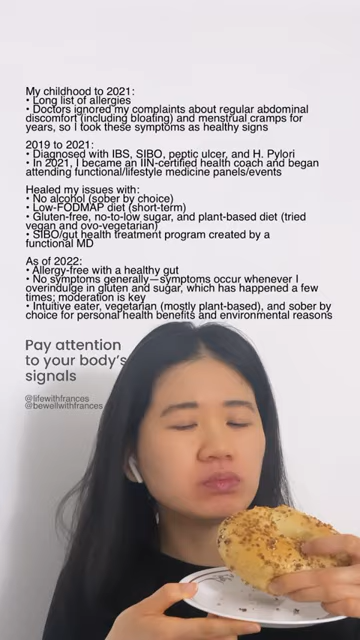 My childhood to 2021:
• Long list of allergies
• Doctors ignored my complaints about regular abdominal
discomfort (including bloating) and menstrual cramps for
years, so I took these symptoms as healthy signs
2019 to 2021:
• Diagnosed with IBS, SIBO, peptic ulcer, and H. Pylori
• In 2021, I became an IIN-certified health coach and began
attending functional/lifestyle medicine panels/events
Healed my issues with:
• No alcohol (sober by choice)
• Low-FODMAP diet (short-term)
• Gluten-free, no-to-low sugar, and plant-based diet (tried
vegan and ovo-vegetarian)
• SIBO/gut health treatment program created by a
functional MD
As of 2022:
• Allergy-free with a healthy gut
• No symptoms generally—symptoms occur whenever I
overindulge in gluten and sugar, which has happened a few
times; moderation is key
• Intuitive eater, vegetarian (mostly plant-based), and sober by
choice for personal health benefits and environmental reasons
Pay attention
to your body's
signals
@lifewithfrances
@bewellwithfrances